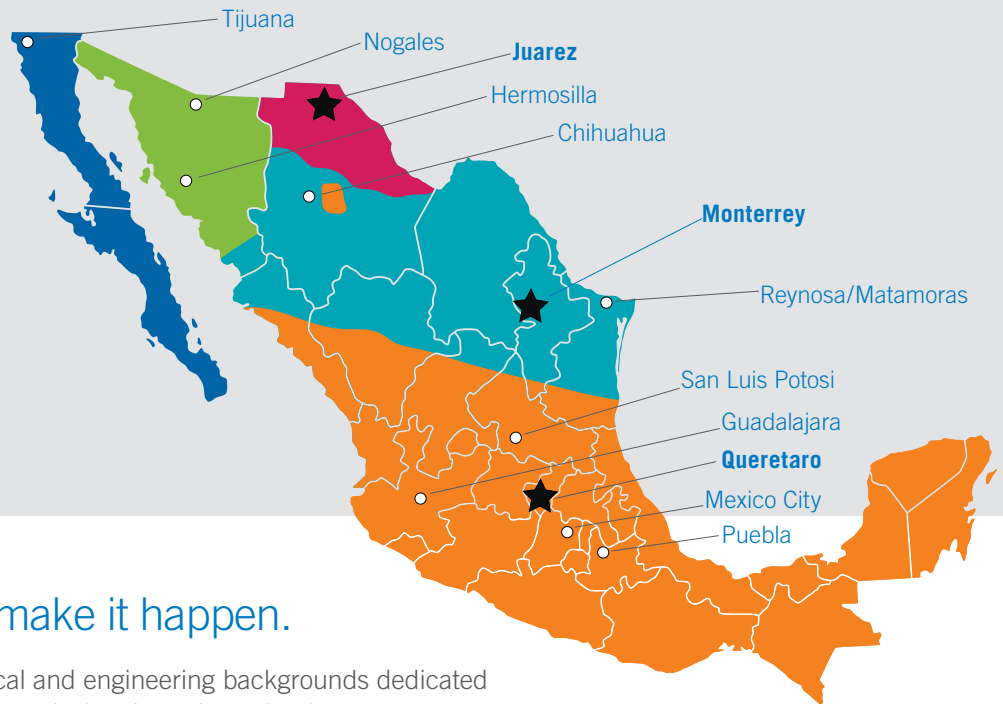 Tijuana
Nogales
Juarez
Hermosilla
Chihuahua
Monterrey
Reynosa/Matamoras
San Luis Potosi
Guadalajara
Queretaro
Mexico City
Puebla
make it happen.
cal and engineering backgrounds dedicated